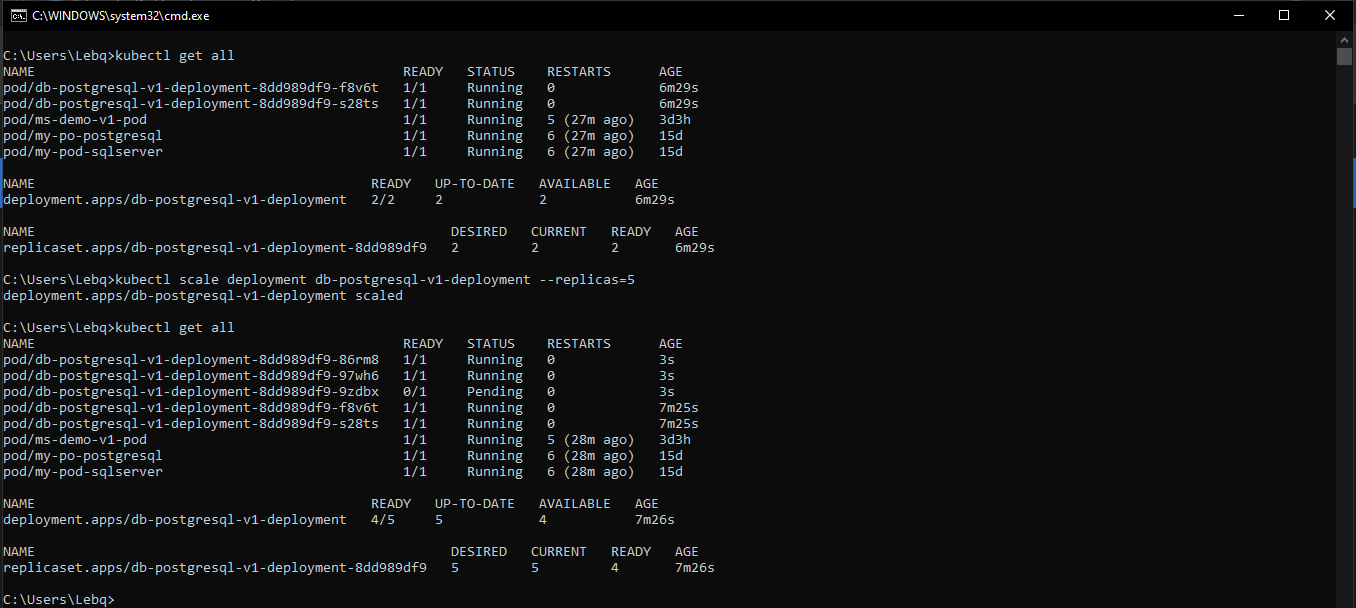 C:\WINDOWS\system32\cmd.exe
C:\Users\Lebq>kubectl get all
NAME READY STATUS RESTARTS AGE
pod/db-postgresql-v1-deployment-8dd989df9-f8v6t 1/1 Running 0 6m29s
pod/db-postgresql-v1-deployment-8dd989df9-s28ts 1/1 Running 0 6m29s
pod/ms-demo-v1-pod 1/1 Running 5 (27m ago) 3d3h
pod/my-po-postgresql 1/1 Running 6 (27m ago) 15d
pod/my-pod-sqlserver 1/1 Running 6 (27m ago) 15d
NAME READY UP-TO-DATE AVAILABLE AGE
deployment.apps/db-postgresql-v1-deployment 2/2 2 2 6m29s
NAME DESIRED CURRENT READY AGE
replicaset.apps/db-postgresql-v1-deployment-8dd989df9 2 2 2 6m29s
C:\Users\Lebq>kubectl scale deployment db-postgresql-v1-deployment --replicas=5
deployment.apps/db-postgresql-v1-deployment scaled
C:\Users\Lebq>kubectl get all
NAME READY STATUS RESTARTS AGE
pod/db-postgresql-v1-deployment-8dd989df9-86rm8 1/1 Running 0 3s
pod/db-postgresql-v1-deployment-8dd989df9-97wh6 1/1 Running 0 3s
pod/db-postgresql-v1-deployment-8dd989df9-9zdbx 0/1 Pending 0 3s
pod/db-postgresql-v1-deployment-8dd989df9-f8v6t 1/1 Running 0 7m25s
pod/db-postgresql-v1-deployment-8dd989df9-s28ts 1/1 Running 0 7m25s
pod/ms-demo-v1-pod 1/1 Running 5 (28m ago) 3d3h
pod/my-po-postgresql 1/1 Running 6 (28m ago) 15d
pod/my-pod-sqlserver 1/1 Running 6 (28m ago) 15d
NAME READY UP-TO-DATE AVAILABLE AGE
deployment.apps/db-postgresql-v1-deployment 4/5 5 4 7m26s
NAME DESIRED CURRENT READY AGE
replicaset.apps/db-postgresql-v1-deployment-8dd989df9 5 5 4 7m26s
C:\Users\Lebq>